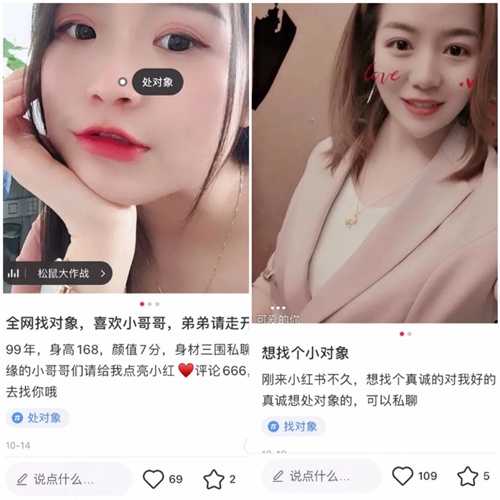 处对象
松鼠大作战
全网找对象，喜欢小哥哥，弟弟请走开
99年，身高168，颜值7分，身材三围私聊
缘的小哥哥们请给我点亮小红❤️评论666，
去找你哦
# 处对象
10-14
说点什么...
69
2
love
可爱的你
想找个小对象
刚来小红书不久，想找个真诚的对我好的
真诚想处对象的，可以私聊
# 找对象
说点什么...
109
5